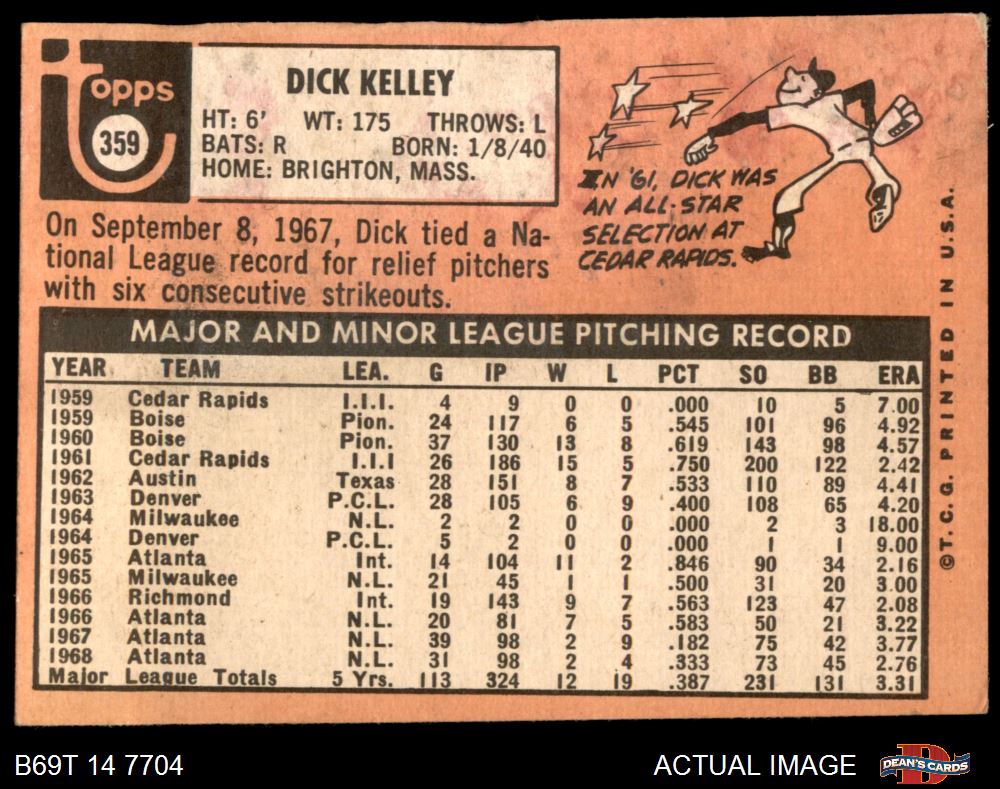 Topps
359
DICK KELLEY
HT: 6' WT: 175 THROWS: L
BATS: R BORN: 1/8/40
HOME: BRIGHTON, MASS.
IN '61, DICK WAS
AN ALL-STAR
SELECTION AT
CEDAR RAPIDS.
On September 8, 1967, Dick tied a Na-
tional League record for relief pitchers
with six consecutive strikeouts.
MAJOR AND MINOR LEAGUE PITCHING RECORD
YEAR TEAM LEA. G IP W L PCT SO BB ERA
1959 Cedar Rapids I.I.I. 4 9 0 0 .000 10 5 7.00
1959 Boise Pion. 24 117 6 5 .545 101 96 4.92
1960 Boise Pion. 37 130 13 8 .619 143 98 4.57
1961 Cedar Rapids I.I.I 26 186 15 5 .750 200 122 2.42
1962 Austin Texas 28 151 8 7 .533 110 89 4.41
1963 Denver P.C.L. 28 105 6 9 .400 108 65 4.20
1964 Milwaukee N.L. 2 2 0 0 .000 2 3 18.00
1964 Denver P.C.L. 5 2 0 0 .000 1 1 9.00
1965 Atlanta Int. 14 104 11 2 .846 90 34 2.16
1965 Milwaukee N.L. 21 45 1 1 .500 31 20 3.00
1966 Richmond Int. 19 143 9 7 .563 123 47 2.08
1966 Atlanta N.L. 20 81 7 5 .583 50 21 3.22
1967 Atlanta N.L. 39 98 2 9 .182 75 42 3.77
1968 Atlanta N.L. 31 98 2 4 .333 73 45 2.76
Major League Totals 5 Yrs. 113 324 12 19 .387 231 131 3.31
©T.C.G. PRINTED IN U.S.A.
B69T 14 7704
ACTUAL IMAGE
D
DEAN'S CARDS